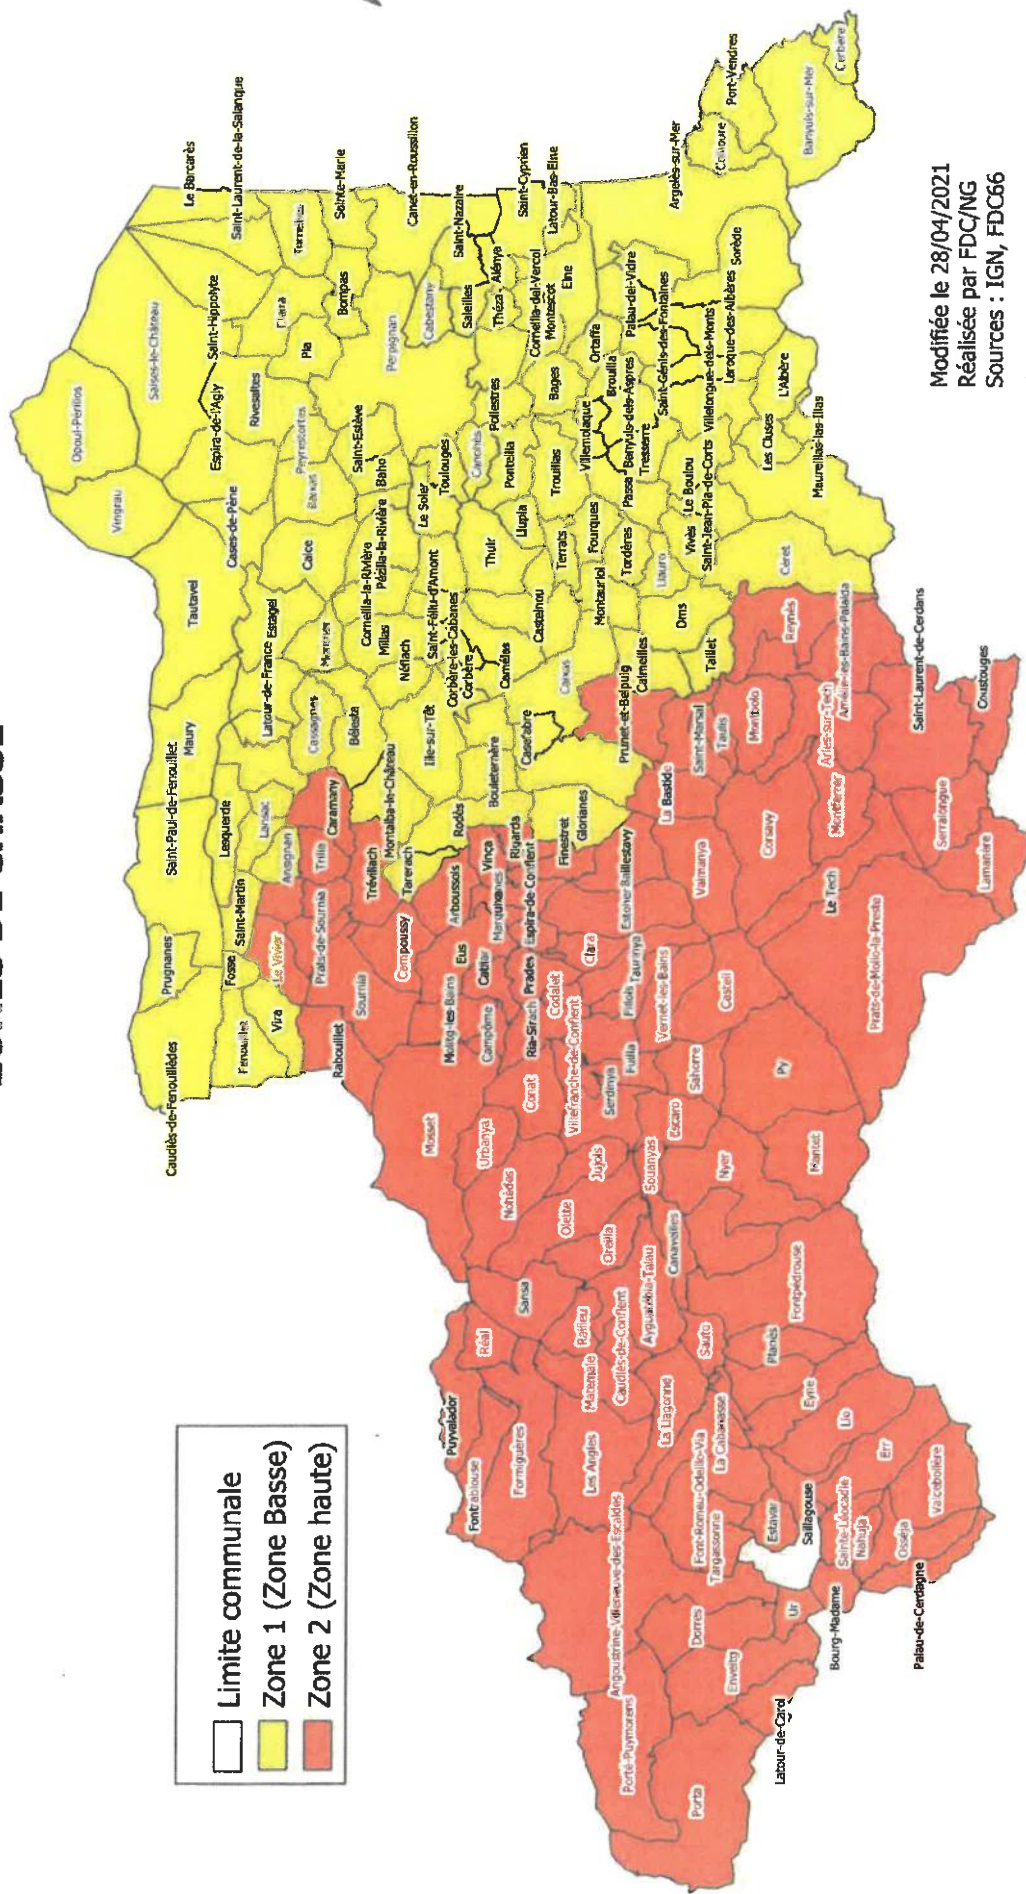 Limite communale
Zone 1 (Zone Basse)
Zone 2 (Zone haute)
Caudiès-de-Fenouillèdes
Prugnanes
Saint-Paul-de-Fenouillet
Maury
Tautavel
Vingrau
Opoul-Périllos
Salses-le-Château
Le Barcarès
Saint-Laurent-de-la-Salanque
Fenouillet
Fosse
Saint-Martin
Lesquerde
Vira
Le Vivier
Ansignan
Lansac
Latour-de-France
Estagel
Cases-de-Pène
Espira-de-l'Agly
Saint-Hippolyte
Rivesaltes
Pia
Sainte-Marie
Rabouillet
Prats-de-Sournia
Trilla
Caramany
Cassagnes
Bélesta
Calce
Baixas
Peyrestortes
Bompas
Sournia
Campoussy
Trévillach
Tarerach
Montalba-le-Château
Ille-sur-Têt
Néfiach
Millas
Corneilla-la-Rivière
Pézilla-la-Rivière
Baho
Saint-Estève
Perpignan
Canet-en-Roussillon
Mosset
Molitg-les-Bains
Arboussols
Rodès
Corbère-les-Cabanes
Corbère
Saint-Féliu-d'Amont
Le Soler
Toulouges
Cabestany
Saint-Nazaire
Puyvalador
Fontrabiouse
Réal
Sansa
Urbanya
Nohèdes
Campôme
Catllar
Eus
Marquixanes
Vinça
Bouleternère
Camélas
Thuir
Canohès
Saleilles
Formiguères
Conat
Ria-Sirach
Prades
Espira-de-Conflent
Rigarda
Casefabre
Castelnou
Llupia
Ponteilla
Pollestres
Théza
Alénya
Saint-Cyprien
Corneilla-del-Vercol
Montescot
Latour-Bas-Elne
Elne
Les Angles
Matemale
Railleu
Olette
Jujols
Villefranche-de-Conflent
Codalet
Clara
Finestret
Glorianes
Caixas
Terrats
Trouillas
Bages
Angoustrine-Villeneuve-des-Escaldes
Porté-Puymorens
Caudiès-de-Conflent
Oreilla
Serdinya
Fuilla
Fillols
Taurinya
Estoher
Baillestavy
Prunet-et-Belpuig
Montauriol
Fourques
Villemolaque
Brouilla
Ortaffa
Ayguatébia-Talau
Souanyas
Canaveilles
Escaro
Sahorre
Vernet-les-Bains
La Bastide
Calmeilles
Tordères
Passa
Banyuls-dels-Aspres
Tresserre
Palau-del-Vidre
Saint-Génis-des-Fontaines
Argelès-sur-Mer
La Llagonne
Sauto
Valmanya
Saint-Marsal
Taulis
Oms
Taillet
Llauro
Vivès
Le Boulou
Saint-Jean-Pla-de-Corts
Villelongue-dels-Monts
Laroque-des-Albères
Sorède
Collioure
Port-Vendres
Porta
Font-Romeu-Odeillo-Via
Targassonne
La Cabanasse
Nyer
Casteil
Montbolo
Reynès
Céret
Les Cluses
L'Albère
Maureillas-las-Illas
Banyuls-sur-Mer
Cerbère
Dorres
Enveitg
Latour-de-Carol
Ur
Estavar
Saillagouse
Planès
Fontpédrouse
Py
Mantet
Corsavy
Montferrer
Arles-sur-Tech
Amélie-les-Bains-Palalda
Bourg-Madame
Sainte-Léocadie
Nahuja
Eyne
Llo
Err
Osséja
Valcebollère
Palau-de-Cerdagne
Le Tech
Prats-de-Mollo-la-Preste
Serralongue
Lamanère
Saint-Laurent-de-Cerdans
Coustouges
Modifiée le 28/04/2021
Réalisée par FDC/NG
Sources : IGN, FDC66